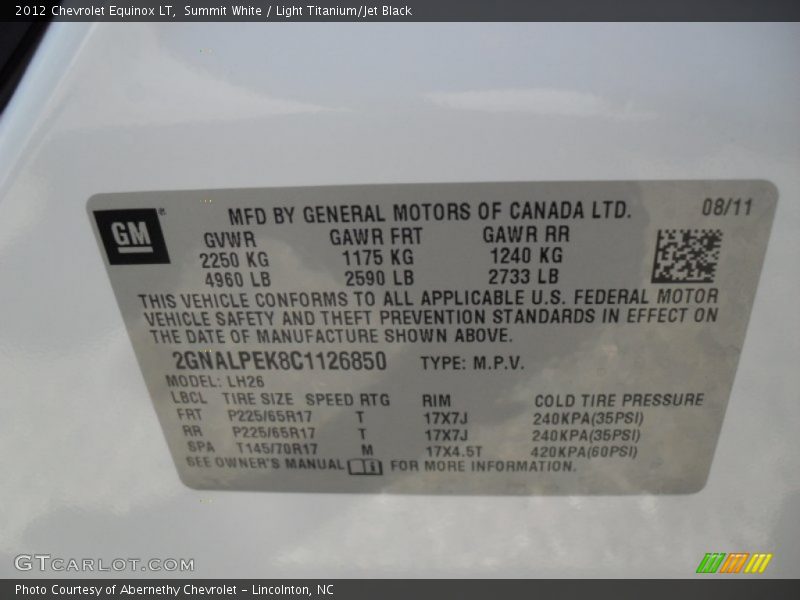 2012 Chevrolet Equinox LT, Summit White / Light Titanium/Jet Black
GM
®
MFD BY GENERAL MOTORS OF CANADA LTD. 08/11
GVWR GAWR FRT GAWR RR
2250 KG 1175 KG 1240 KG
4960 LB 2590 LB 2733 LB
THIS VEHICLE CONFORMS TO ALL APPLICABLE U.S. FEDERAL MOTOR
VEHICLE SAFETY AND THEFT PREVENTION STANDARDS IN EFFECT ON
THE DATE OF MANUFACTURE SHOWN ABOVE.
2GNALPEK8C1126850 TYPE: M.P.V.
MODEL: LH26
LBCL TIRE SIZE SPEED RTG RIM COLD TIRE PRESSURE
FRT P225/65R17 T 17X7J 240KPA(35PSI)
RR P225/65R17 T 17X7J 240KPA(35PSI)
SPA T145/70R17 M 17X4.5T 420KPA(60PSI)
SEE OWNER'S MANUAL i FOR MORE INFORMATION.
GTCARLOT.COM
Photo Courtesy of Abernethy Chevrolet – Lincolnton, NC